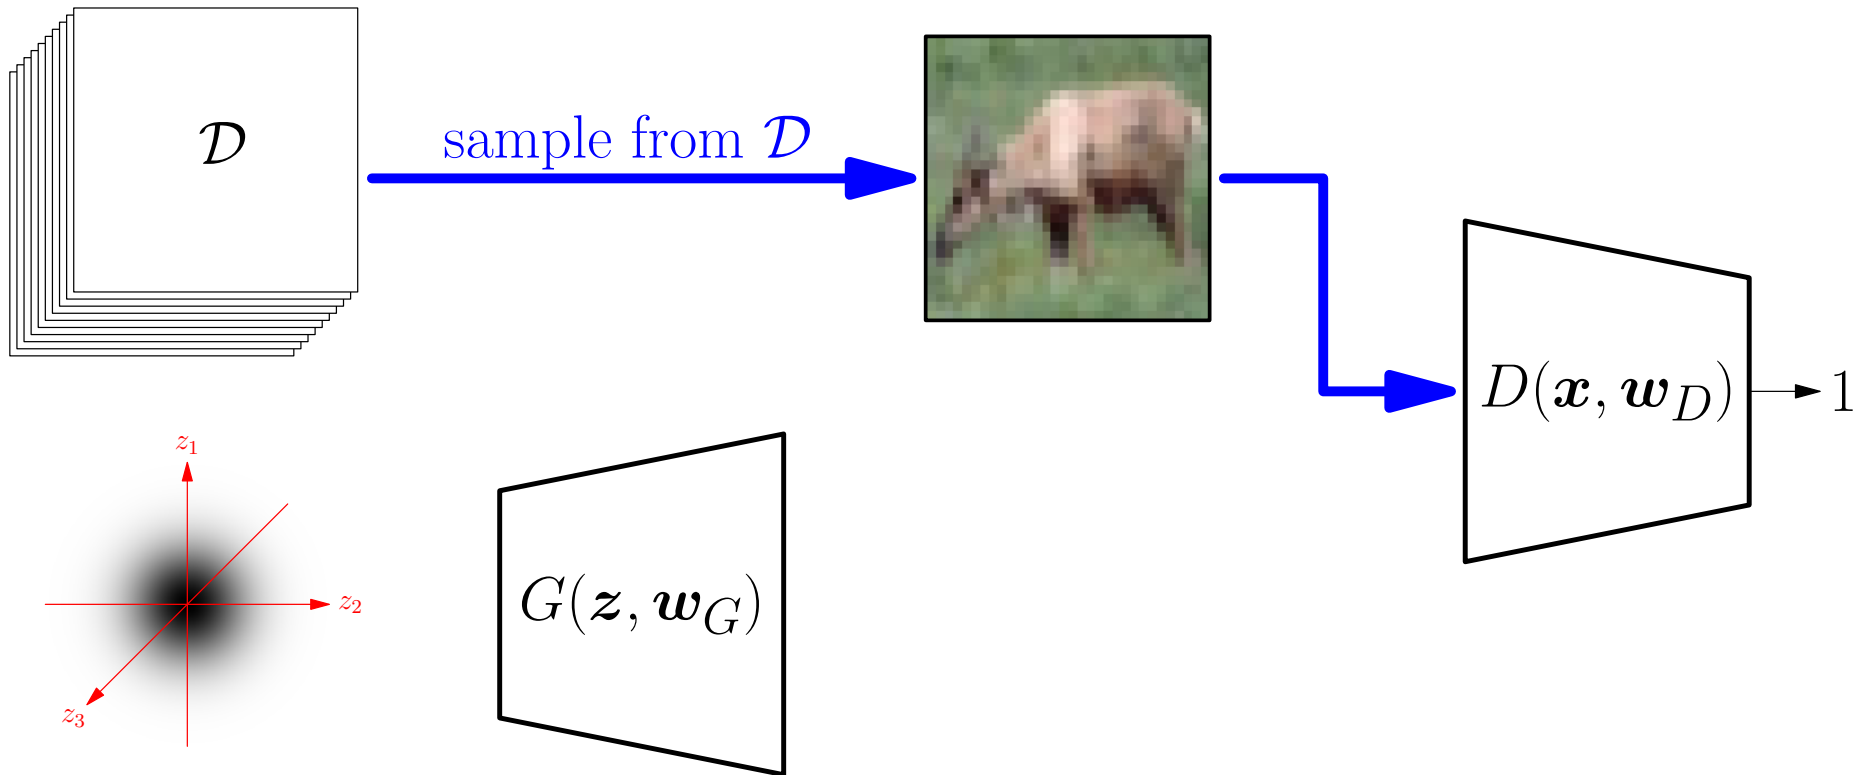 𝒟
sample from 𝒟
D(x, w_D)
1
z_1
z_2
z_3
G(z, w_G)